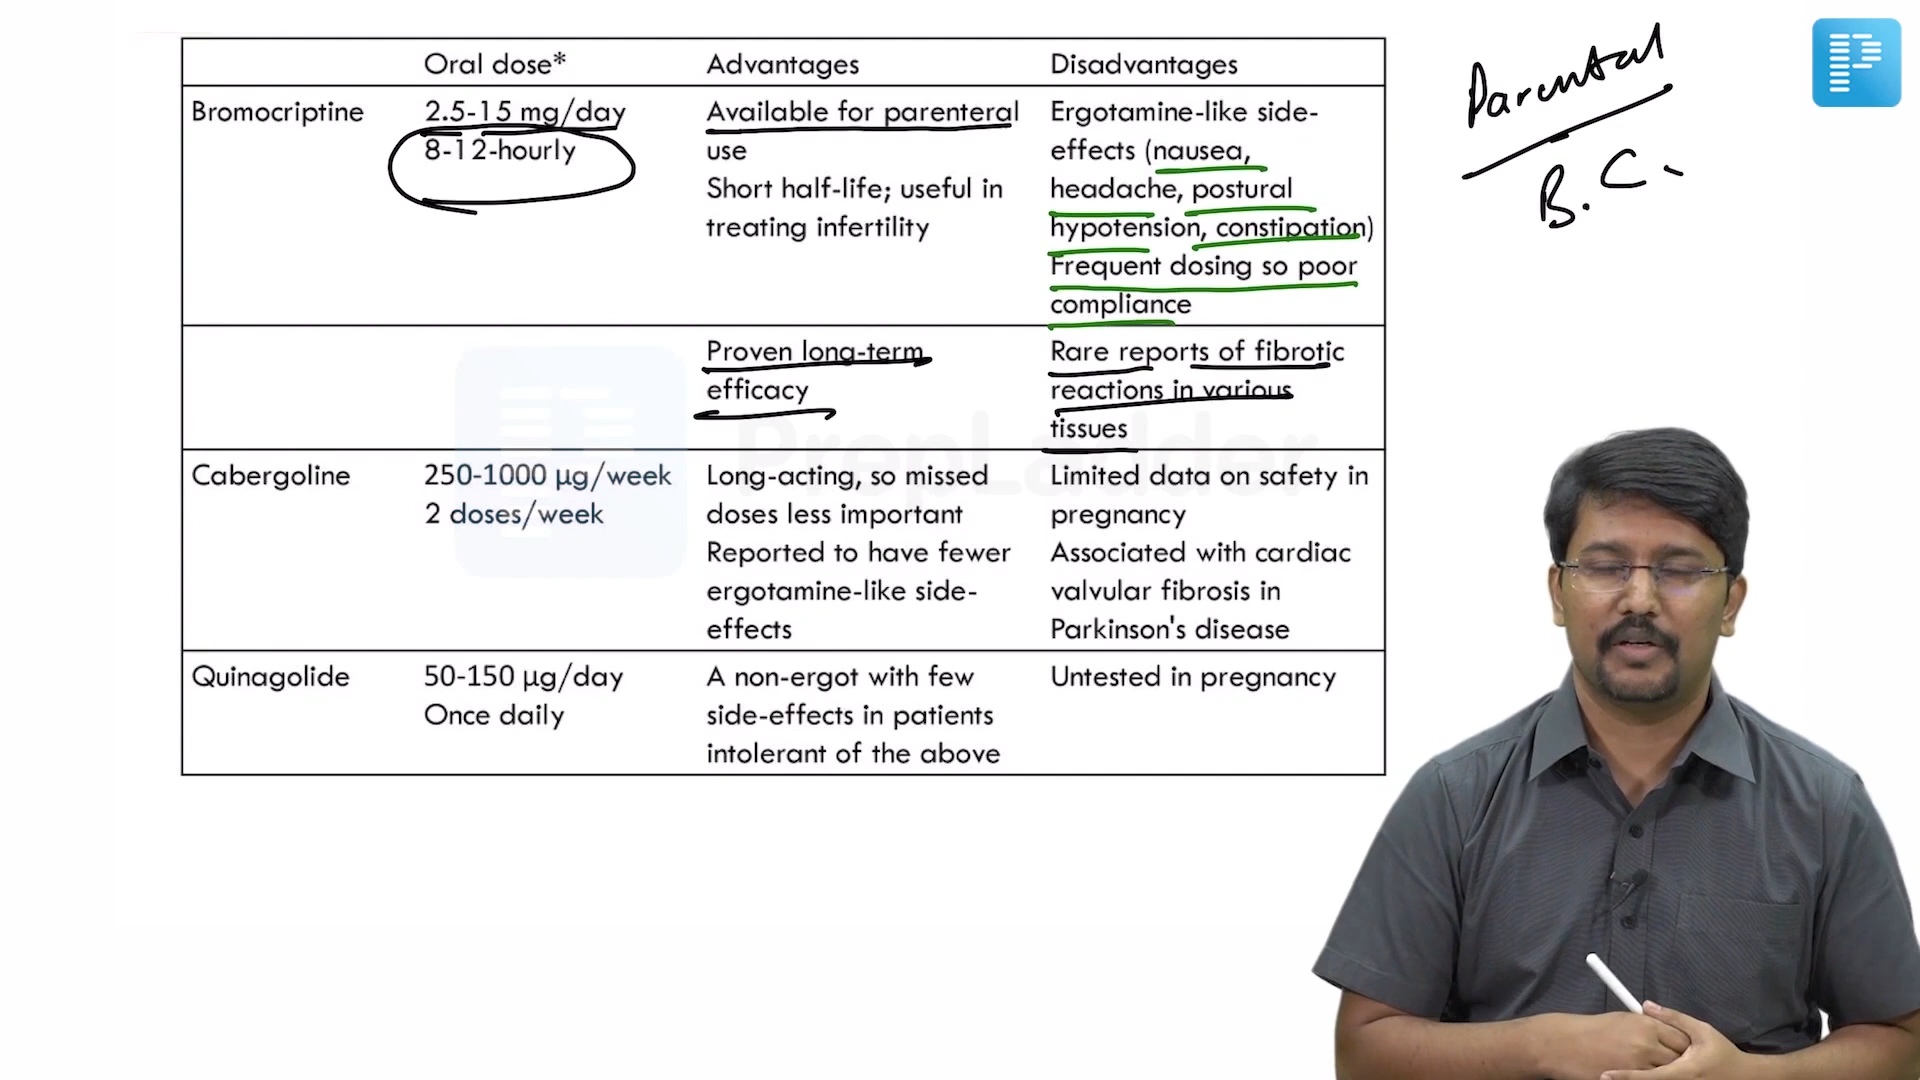 Oral dose* Advantages Disadvantages
Bromocriptine 2.5-15 mg/day Available for parenteral Ergotamine-like side-
8-12-hourly use effects (nausea,
Short half-life; useful in headache, postural
treating infertility hypotension, constipation)
Frequent dosing so poor
compliance
Proven long-term Rare reports of fibrotic
efficacy reactions in various
tissues
Cabergoline 250-1000 µg/week Long-acting, so missed Limited data on safety in
2 doses/week doses less important pregnancy
Reported to have fewer Associated with cardiac
ergotamine-like side- valvular fibrosis in
effects Parkinson's disease
Quinagolide 50-150 µg/day A non-ergot with few Untested in pregnancy
Once daily side-effects in patients
intolerant of the above
Parental
B.C.
PrepLadder